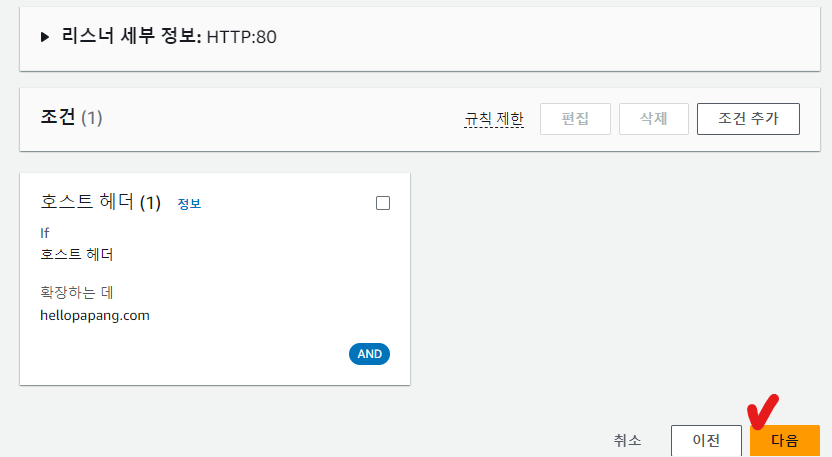 리스너 세부 정보: HTTP:80
조건 (1) 규칙 제한 편집 삭제 조건 추가
호스트 헤더 (1) 정보
If
호스트 헤더
확장하는 데
hellopapang.com
AND
취소 이전 다음